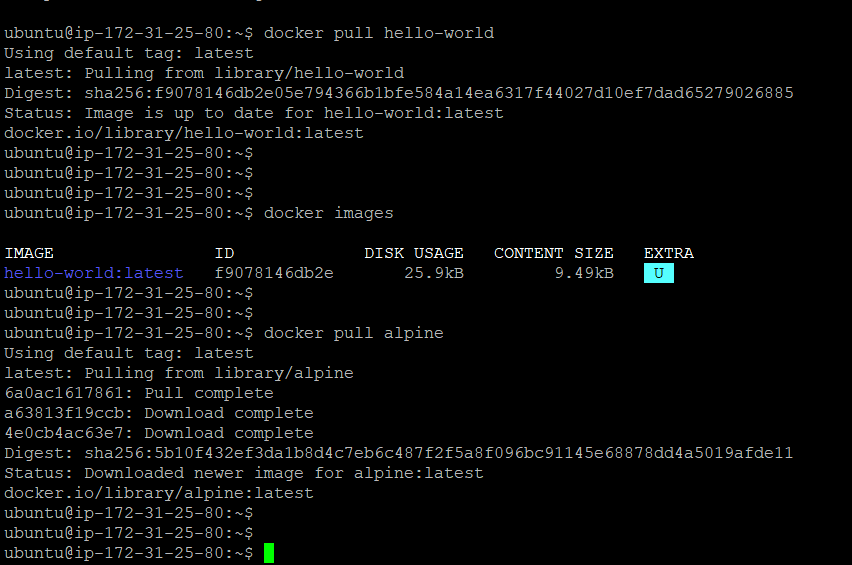 ubuntu@ip-172-31-25-80:~$ docker pull hello-world
Using default tag: latest
latest: Pulling from library/hello-world
Digest: sha256:f9078146db2e05e794366b1bfe584a14ea6317f44027d10ef7dad65279026885
Status: Image is up to date for hello-world:latest
docker.io/library/hello-world:latest
ubuntu@ip-172-31-25-80:~$
ubuntu@ip-172-31-25-80:~$
ubuntu@ip-172-31-25-80:~$
ubuntu@ip-172-31-25-80:~$ docker images
IMAGE ID DISK USAGE CONTENT SIZE EXTRA
hello-world:latest f9078146db2e 25.9kB 9.49kB U
ubuntu@ip-172-31-25-80:~$
ubuntu@ip-172-31-25-80:~$
ubuntu@ip-172-31-25-80:~$ docker pull alpine
Using default tag: latest
latest: Pulling from library/alpine
6a0ac1617861: Pull complete
a63813f19ccb: Download complete
4e0cb4ac63e7: Download complete
Digest: sha256:5b10f432ef3da1b8d4c7eb6c487f2f5a8f096bc91145e68878dd4a5019afde11
Status: Downloaded newer image for alpine:latest
docker.io/library/alpine:latest
ubuntu@ip-172-31-25-80:~$
ubuntu@ip-172-31-25-80:~$
ubuntu@ip-172-31-25-80:~$